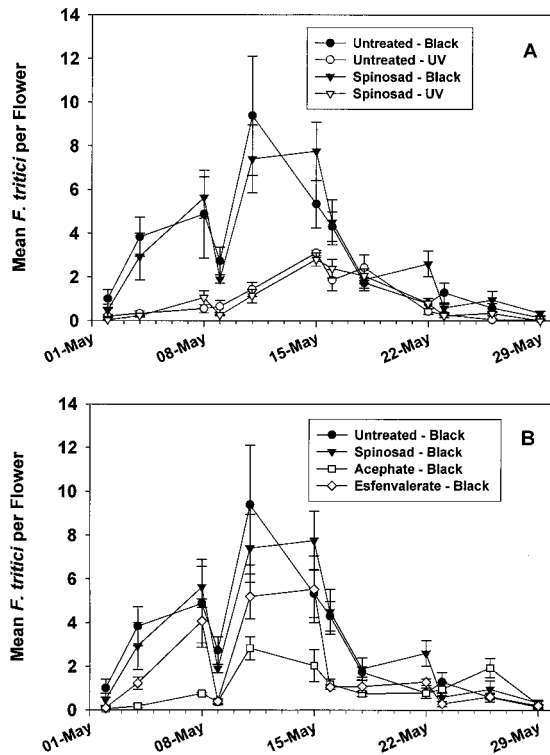 14
12
10
8
6
4
2
0
Mean F. tritici per Flower
Untreated - Black
Untreated - UV
Spinosad - Black
Spinosad - UV
A
01-May
08-May
15-May
22-May
29-May
14
12
10
8
6
4
2
0
Mean F. tritici per Flower
Untreated - Black
Spinosad - Black
Acephate - Black
Esfenvalerate - Black
B
01-May
08-May
15-May
22-May
29-May